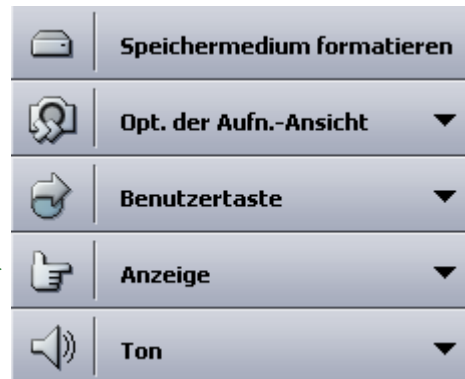 Speichermedium formatieren
Opt. der Aufn.-Ansicht
Benutzertaste
Anzeige
Ton